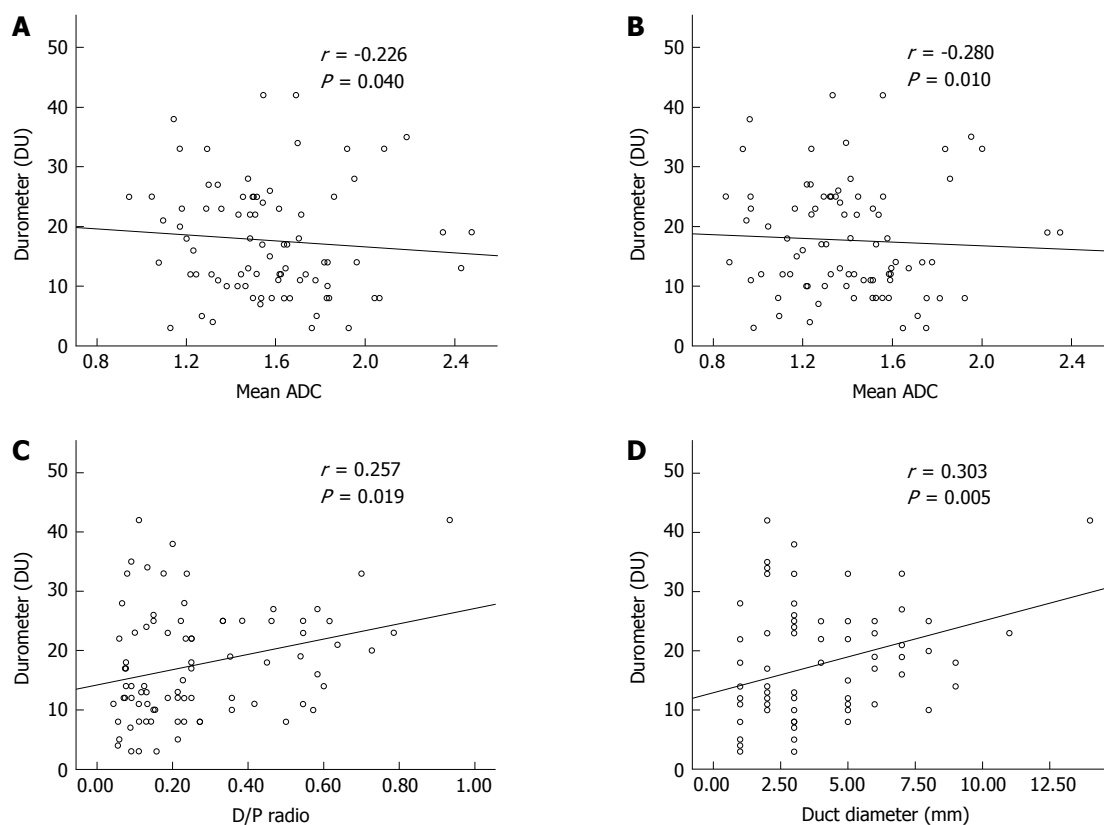 A
r = -0.226
P = 0.040
Durometer (DU)
50
40
30
20
10
0
0.8 1.2 1.6 2.0 2.4
Mean ADC
B
r = -0.280
P = 0.010
Durometer (DU)
50
40
30
20
10
0
0.8 1.2 1.6 2.0 2.4
Mean ADC
C
r = 0.257
P = 0.019
Durometer (DU)
50
40
30
20
10
0
0.00 0.20 0.40 0.60 0.80 1.00
D/P radio
D
r = 0.303
P = 0.005
Durometer (DU)
50
40
30
20
10
0
0.00 2.50 5.00 7.50 10.00 12.50
Duct diameter (mm)